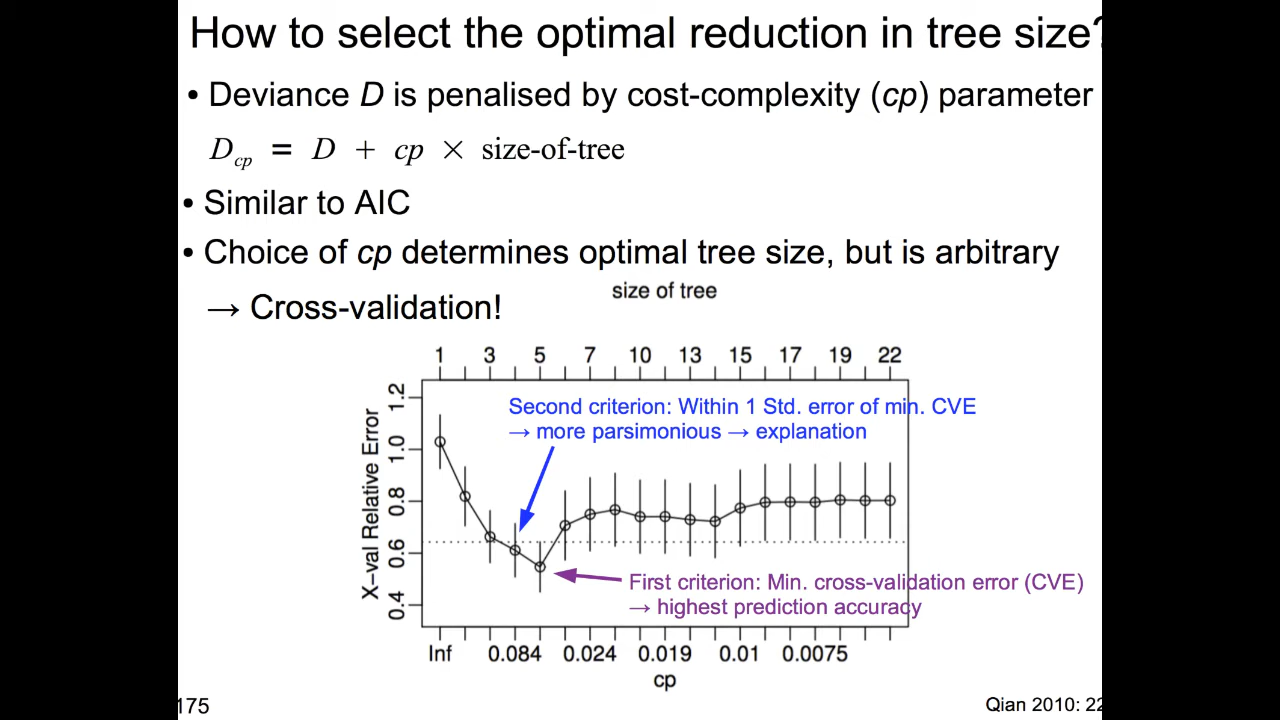 How to select the optimal reduction in tree size?
• Deviance D is penalised by cost-complexity (cp) parameter
Dcp = D + cp × size-of-tree
• Similar to AIC
• Choice of cp determines optimal tree size, but is arbitrary
→ Cross-validation!
size of tree
1 3 5 7 10 13 15 17 19 22
Second criterion: Within 1 Std. error of min. CVE
→ more parsimonious → explanation
X-val Relative Error
1.2
1.0
0.8
0.6
0.4
First criterion: Min. cross-validation error (CVE)
→ highest prediction accuracy
Inf 0.084 0.024 0.019 0.01 0.0075
cp
175
Qian 2010: 22